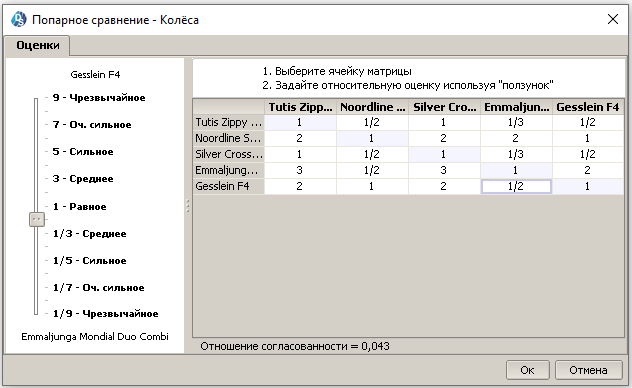 Попарное сравнение - Колёса
Оценки
Gesslein F4
9 - Чрезвычайное
7 - Оч. сильное
5 - Сильное
3 - Среднее
1 - Равное
1/3 - Среднее
1/5 - Сильное
1/7 - Оч. сильное
1/9 - Чрезвычайное
Emmaljunga Mondial Duo Combi
1. Выберите ячейку матрицы
2. Задайте относительную оценку используя "ползунок"
Tutis Zipp... Noordline ... Silver Cro... Emmaljun... Gesslein F4
Tutis Zippy ... 1 1/2 1 1/3 1/2
Noordline S... 2 1 2 2 1
Silver Cross... 1 1/2 1 1/3 1/2
Emmaljung... 3 1/2 3 1 2
Gesslein F4 2 1 2 1/2 1
Отношение согласованности = 0,043
Ок Отмена